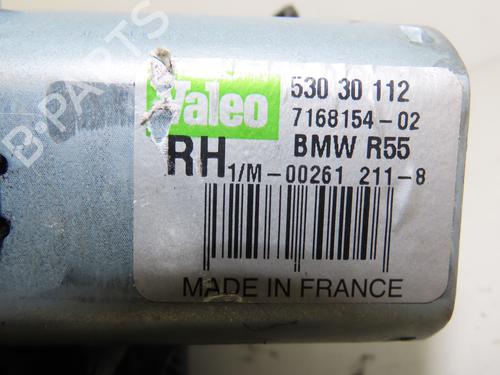 B-PARTS
Valeo
530 30 112
7168154-02
RH
BMW R55
1/M-00261 211-8
MADE IN FRANCE